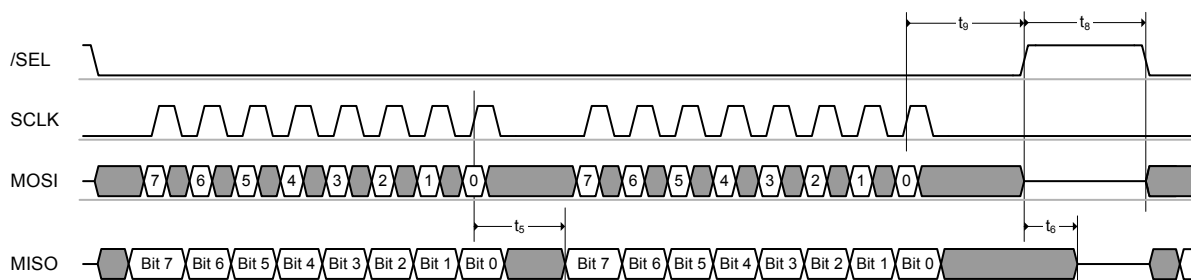 t9 t8
/SEL
SCLK
MOSI 7 6 5 4 3 2 1 0 7 6 5 4 3 2 1 0
t5 t6
MISO Bit 7 Bit 6 Bit 5 Bit 4 Bit 3 Bit 2 Bit 1 Bit 0 Bit 7 Bit 6 Bit 5 Bit 4 Bit 3 Bit 2 Bit 1 Bit 0